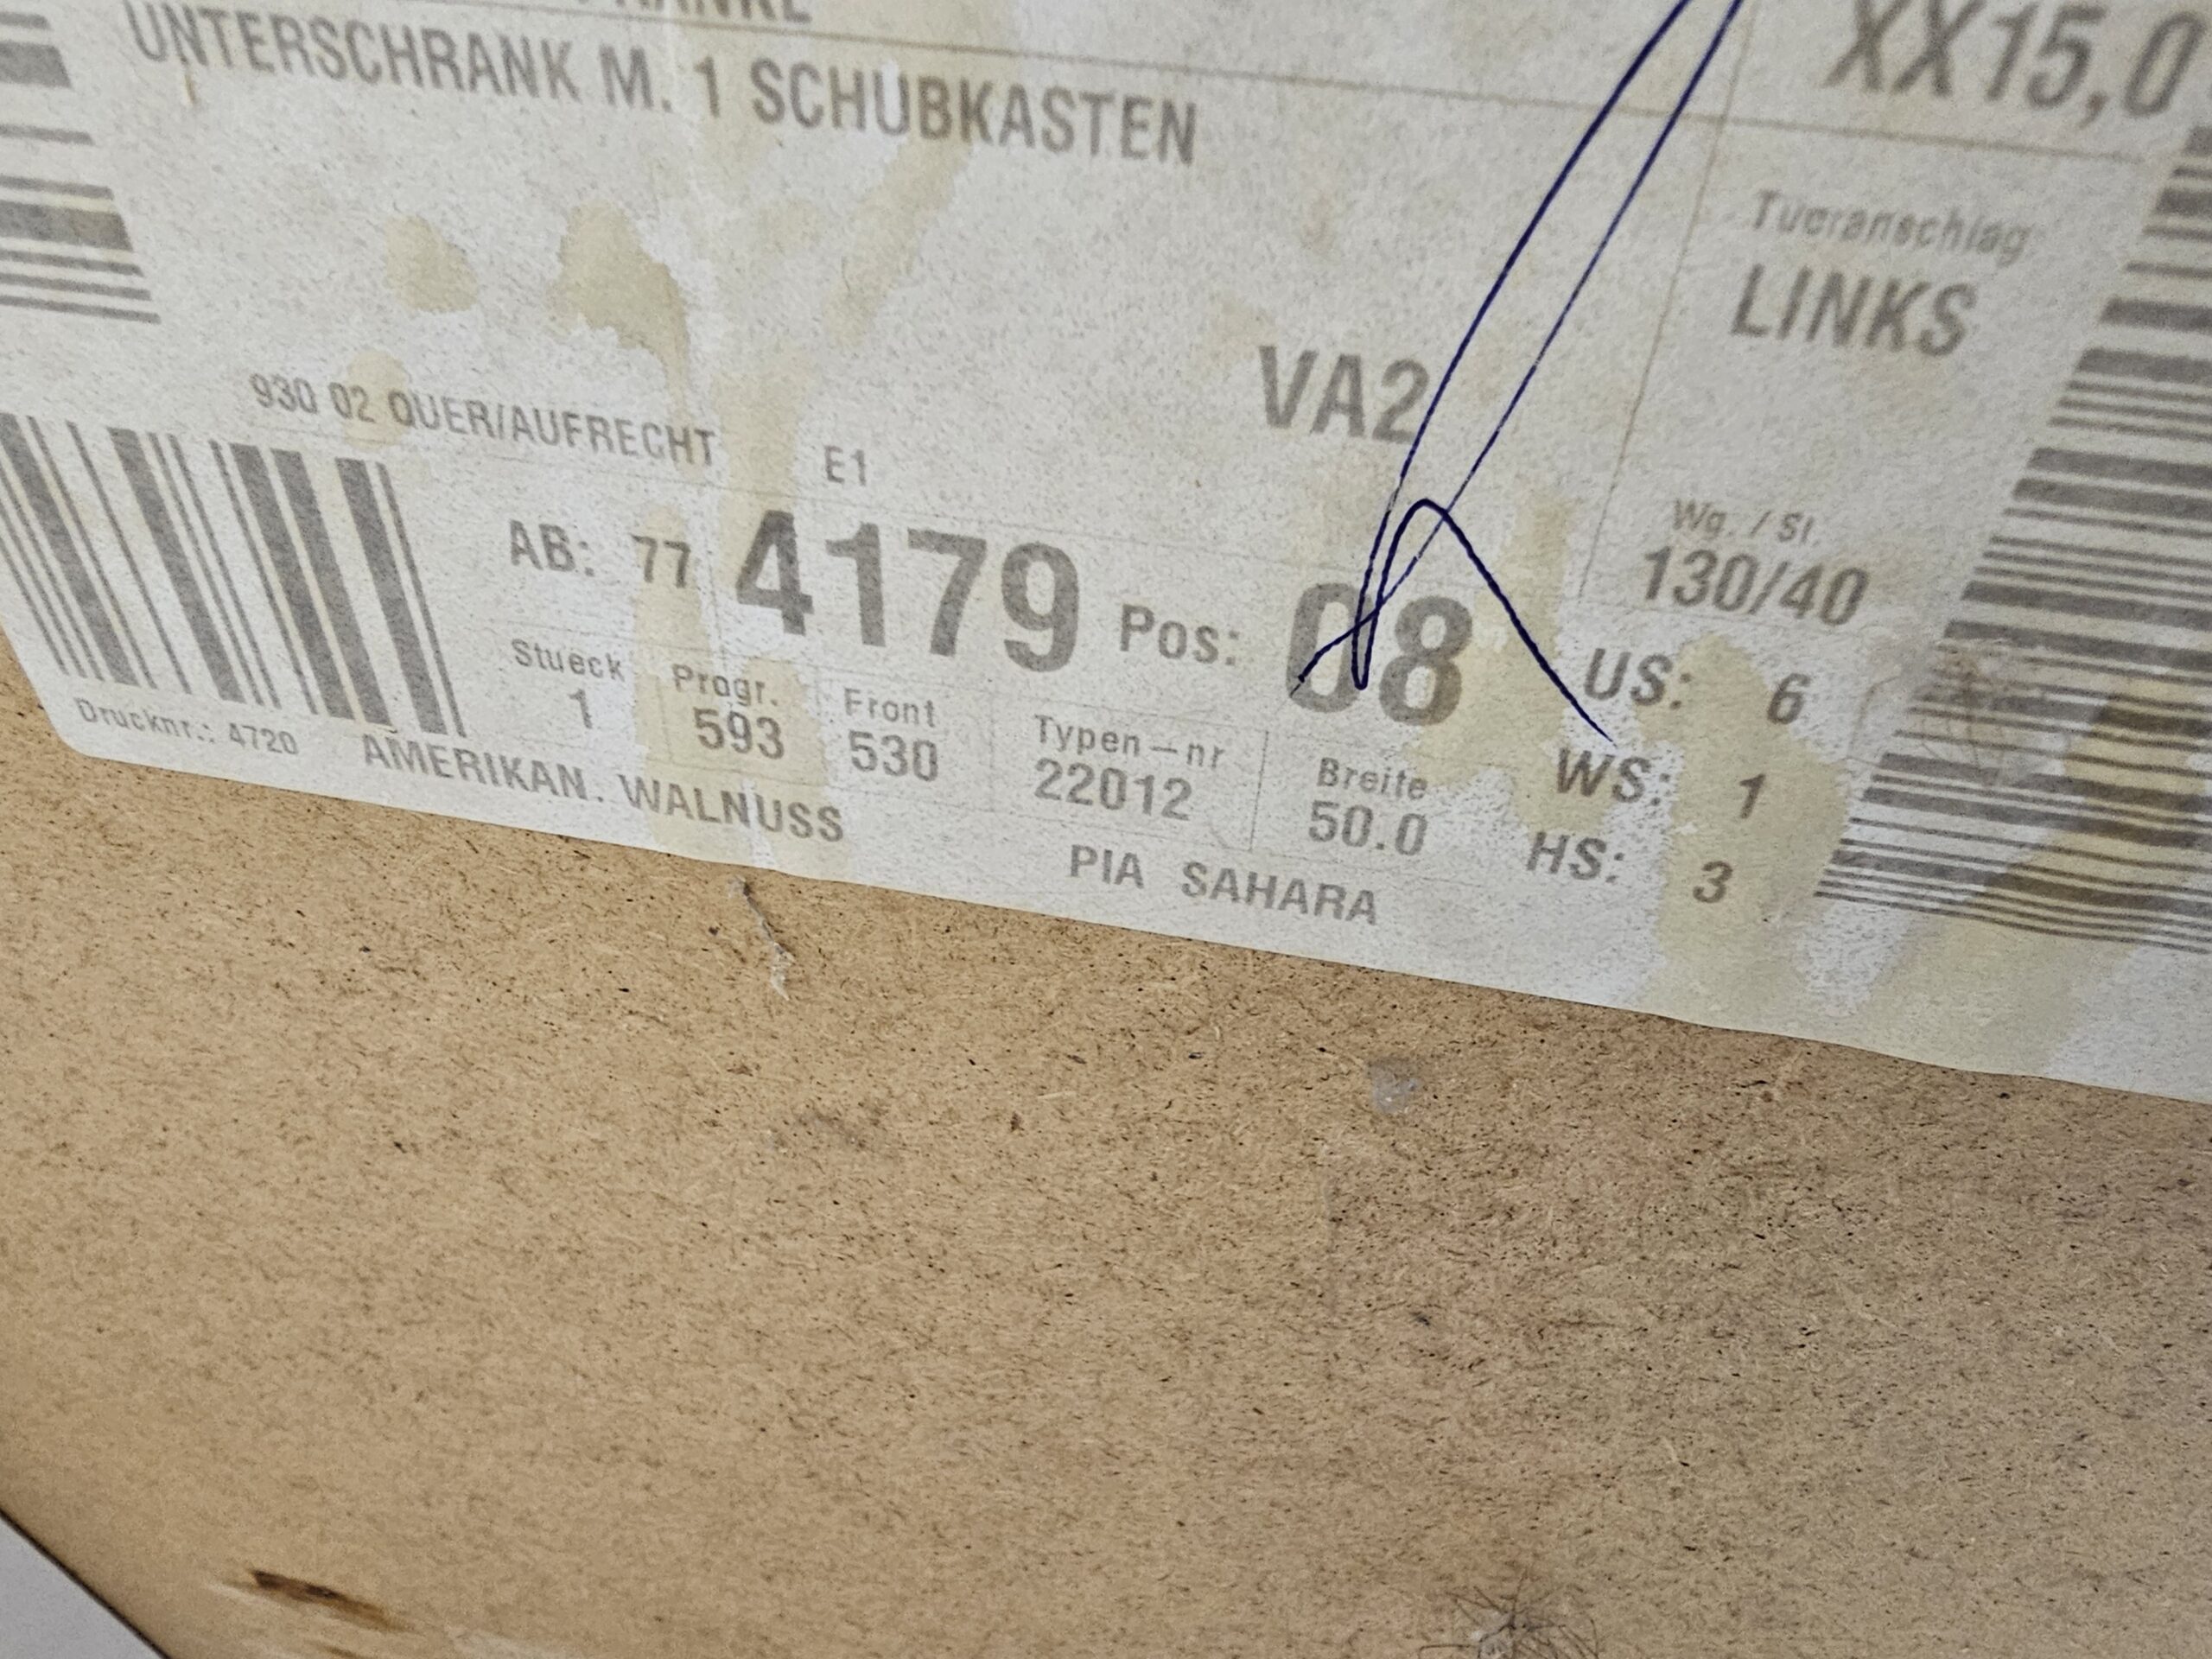 UNTERSCHRANK M. 1 SCHUBKASTEN
XX15,0
Tueranschlag
LINKS
VA2
930 02 QUER/AUFRECHT
E1
Wg. / St.
130/40
AB: 77 4179 Pos: 08
US: 6
WS: 1
HS: 3
Stueck
1
Progr.
593
Front
530
Typen-nr
22012
Breite
50.0
Drucknr.: 4720
AMERIKAN. WALNUSS
PIA SAHARA